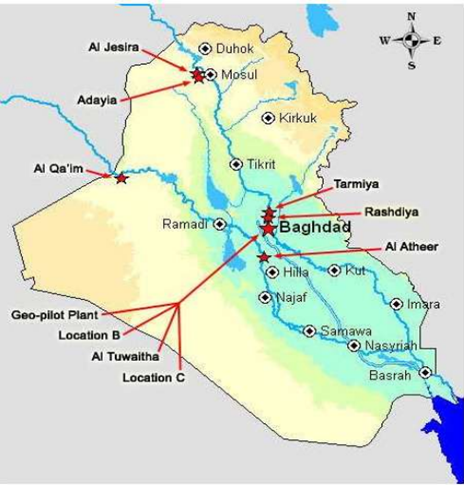 N
W E
S
Al Jesira
Duhok
Mosul
Adayia
Kirkuk
Tikrit
Al Qa'im
Tarmiya
Rashdiya
Ramadi
Baghdad
Al Atheer
Hilla
Kut
Najaf
Imara
Geo-pilot Plant
Location B
Samawa
Al Tuwaitha
Nasyriah
Location C
Basrah